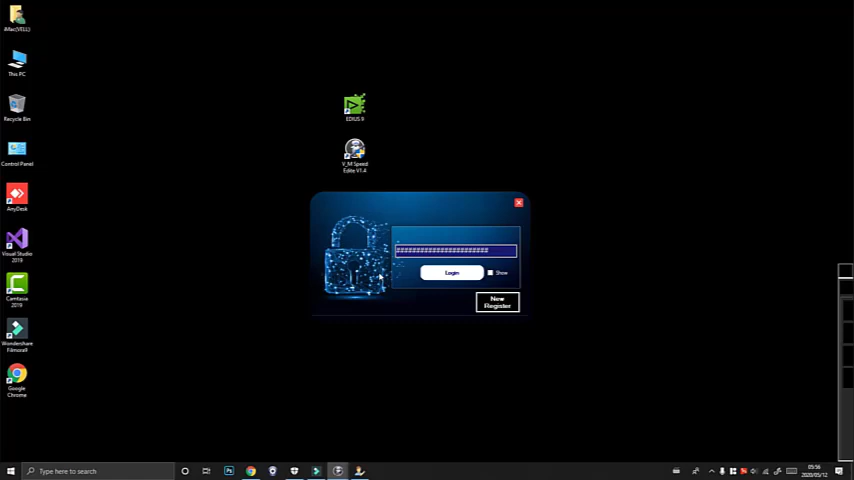 iMac(VELL)
This PC
Recycle Bin
Control Panel
AnyDesk
Visual Studio
2019
Camtasia
2019
Wondershare
Filmora9
Google
Chrome
EDIUS 9
V_M Speed
Edite V1.4
######################
Login
Show
New
Register
Type here to search
05:56
2020/05/12